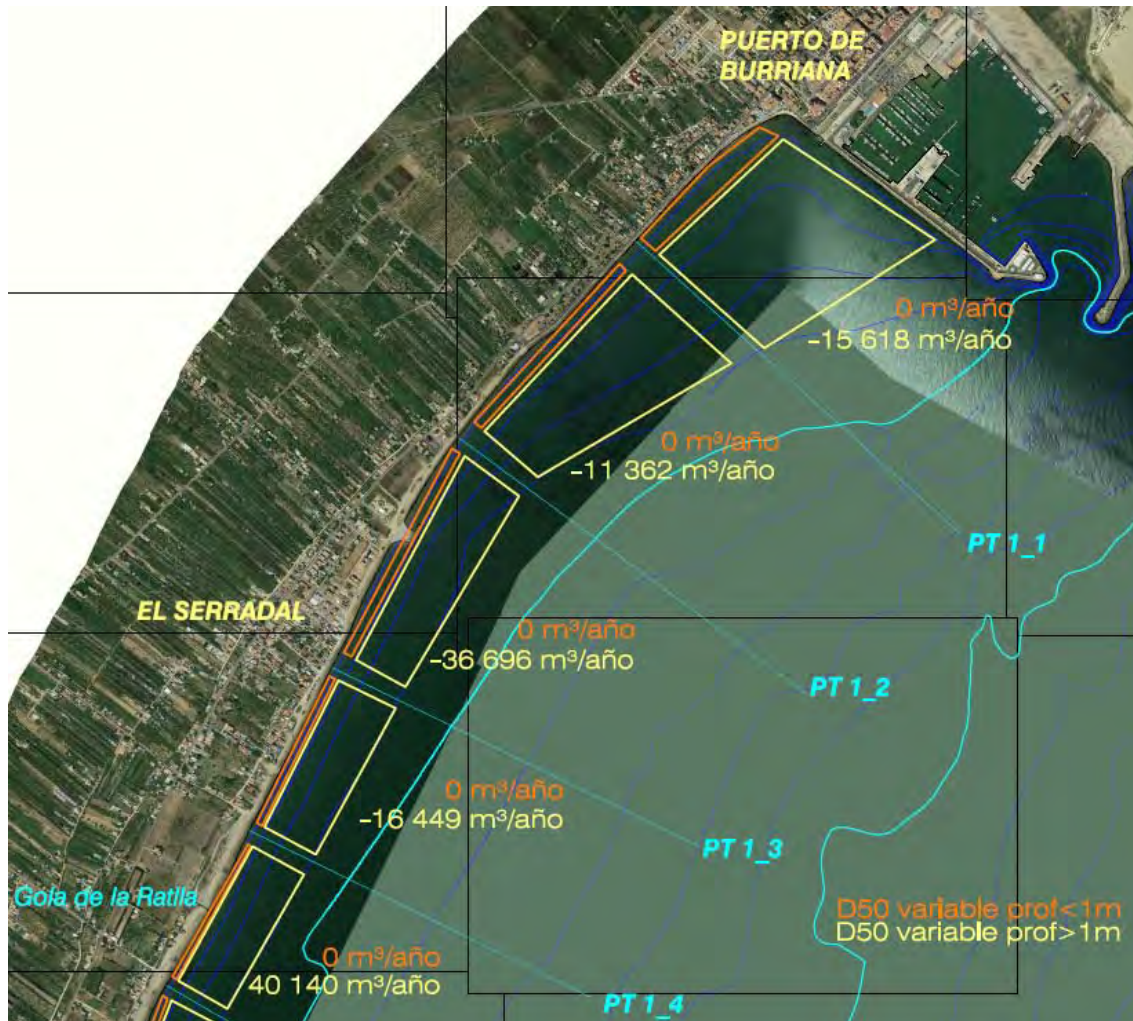 PUERTO DE
BURRIANA
0 m³/año
-15 618 m³/año
0 m³/año
-11 362 m³/año
PT 1_1
EL SERRADAL
0 m³/año
-36 696 m³/año
PT 1_2
0 m³/año
-16 449 m³/año
PT 1_3
Gola de la Ratlla
D50 variable prof<1m
D50 variable prof>1m
0 m³/año
40 140 m³/año
PT 1_4